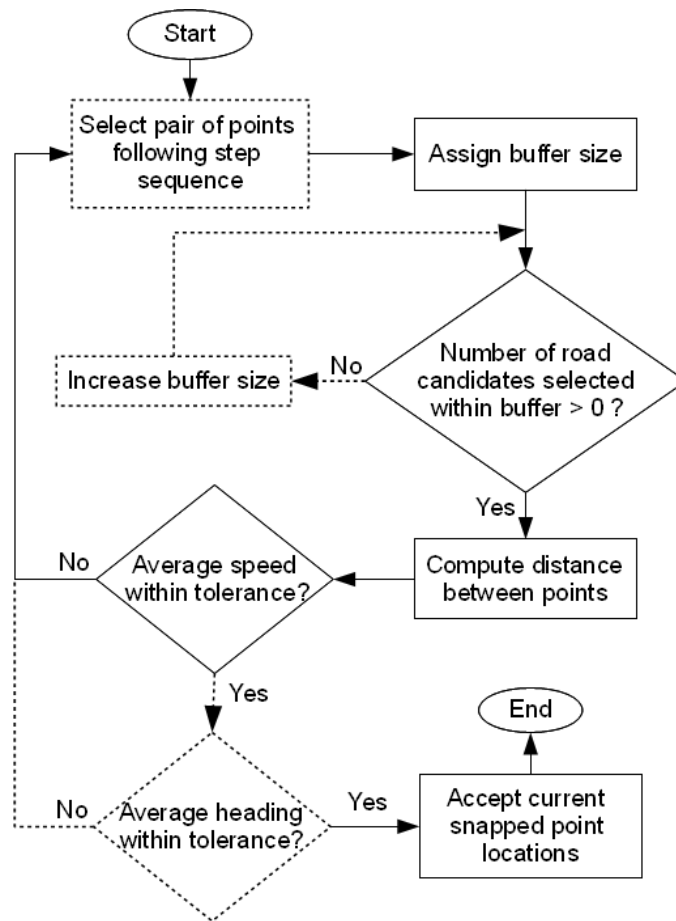 Start
Select pair of points
following step
sequence
Assign buffer size
Number of road
candidates selected
within buffer > 0 ?
No
Increase buffer size
Yes
Compute distance
between points
Average speed
within tolerance?
No
Yes
Average heading
within tolerance?
No
Yes
Accept current
snapped point
locations
End